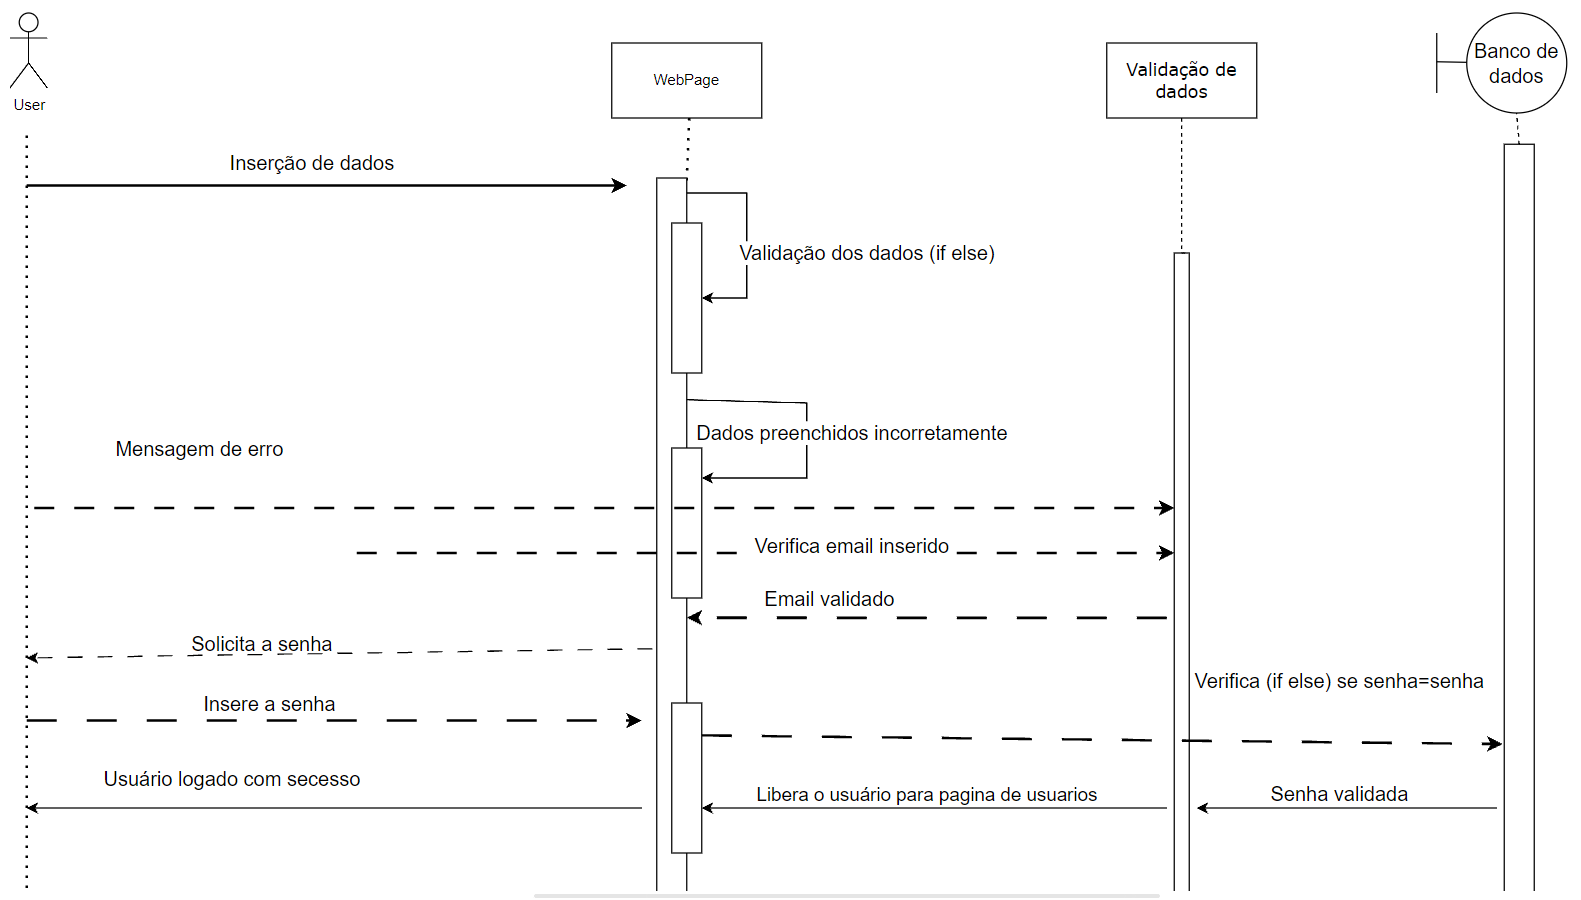 User
WebPage
Validação de
dados
Banco de
dados
Inserção de dados
Validação dos dados (if else)
Dados preenchidos incorretamente
Mensagem de erro
Verifica email inserido
Email validado
Solicita a senha
Verifica (if else) se senha=senha
Insere a senha
Usuário logado com secesso
Libera o usuário para pagina de usuarios
Senha validada